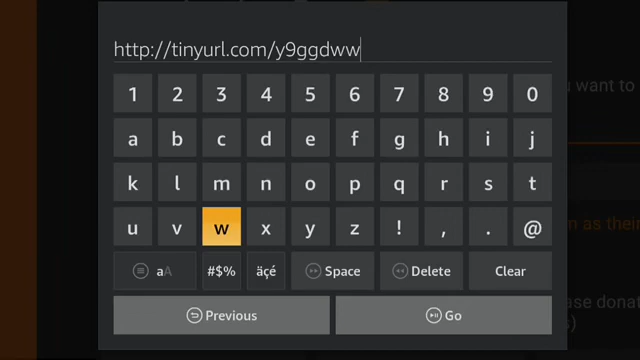 http://tinyurl.com/y9ggdww
1 2 3 4 5 6 7 8 9 0
u want to
a b c d e f g h i j
k l m n o p q r s t
u v w x y z ! , . @
m as their
aA #$% äçé Space Delete Clear
ase donat
Previous Go
s)